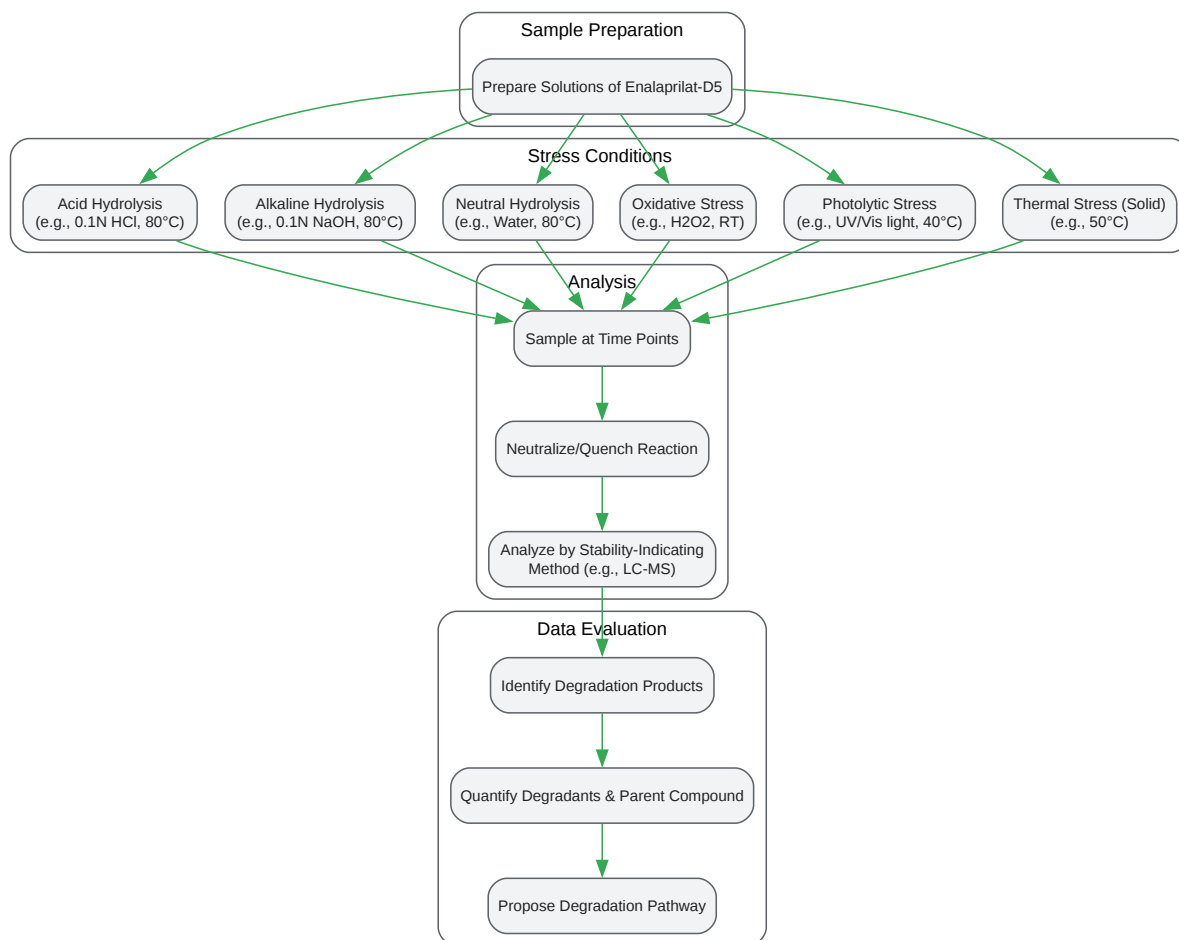 Sample Preparation
Prepare Solutions of Enalaprilat-D5
Stress Conditions
Acid Hydrolysis
(e.g., 0.1N HCl, 80°C)
Alkaline Hydrolysis
(e.g., 0.1N NaOH, 80°C)
Neutral Hydrolysis
(e.g., Water, 80°C)
Oxidative Stress
(e.g., H2O2, RT)
Photolytic Stress
(e.g., UV/Vis light, 40°C)
Thermal Stress (Solid)
(e.g., 50°C)
Analysis
Sample at Time Points
Neutralize/Quench Reaction
Analyze by Stability-Indicating
Method (e.g., LC-MS)
Data Evaluation
Identify Degradation Products
Quantify Degradants & Parent Compound
Propose Degradation Pathway